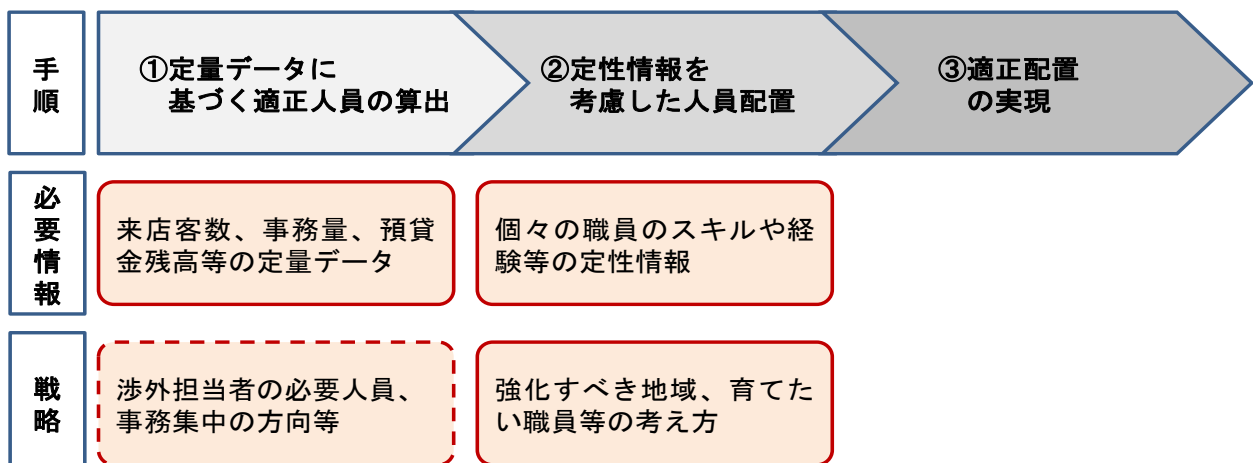 手順
①定量データに
基づく適正人員の算出
②定性情報を
考慮した人員配置
③適正配置
の実現
必要情報
来店客数、事務量、預貸
金残高等の定量データ
個々の職員のスキルや経
験等の定性情報
戦略
渉外担当者の必要人員、
事務集中の方向等
強化すべき地域、育てた
い職員等の考え方